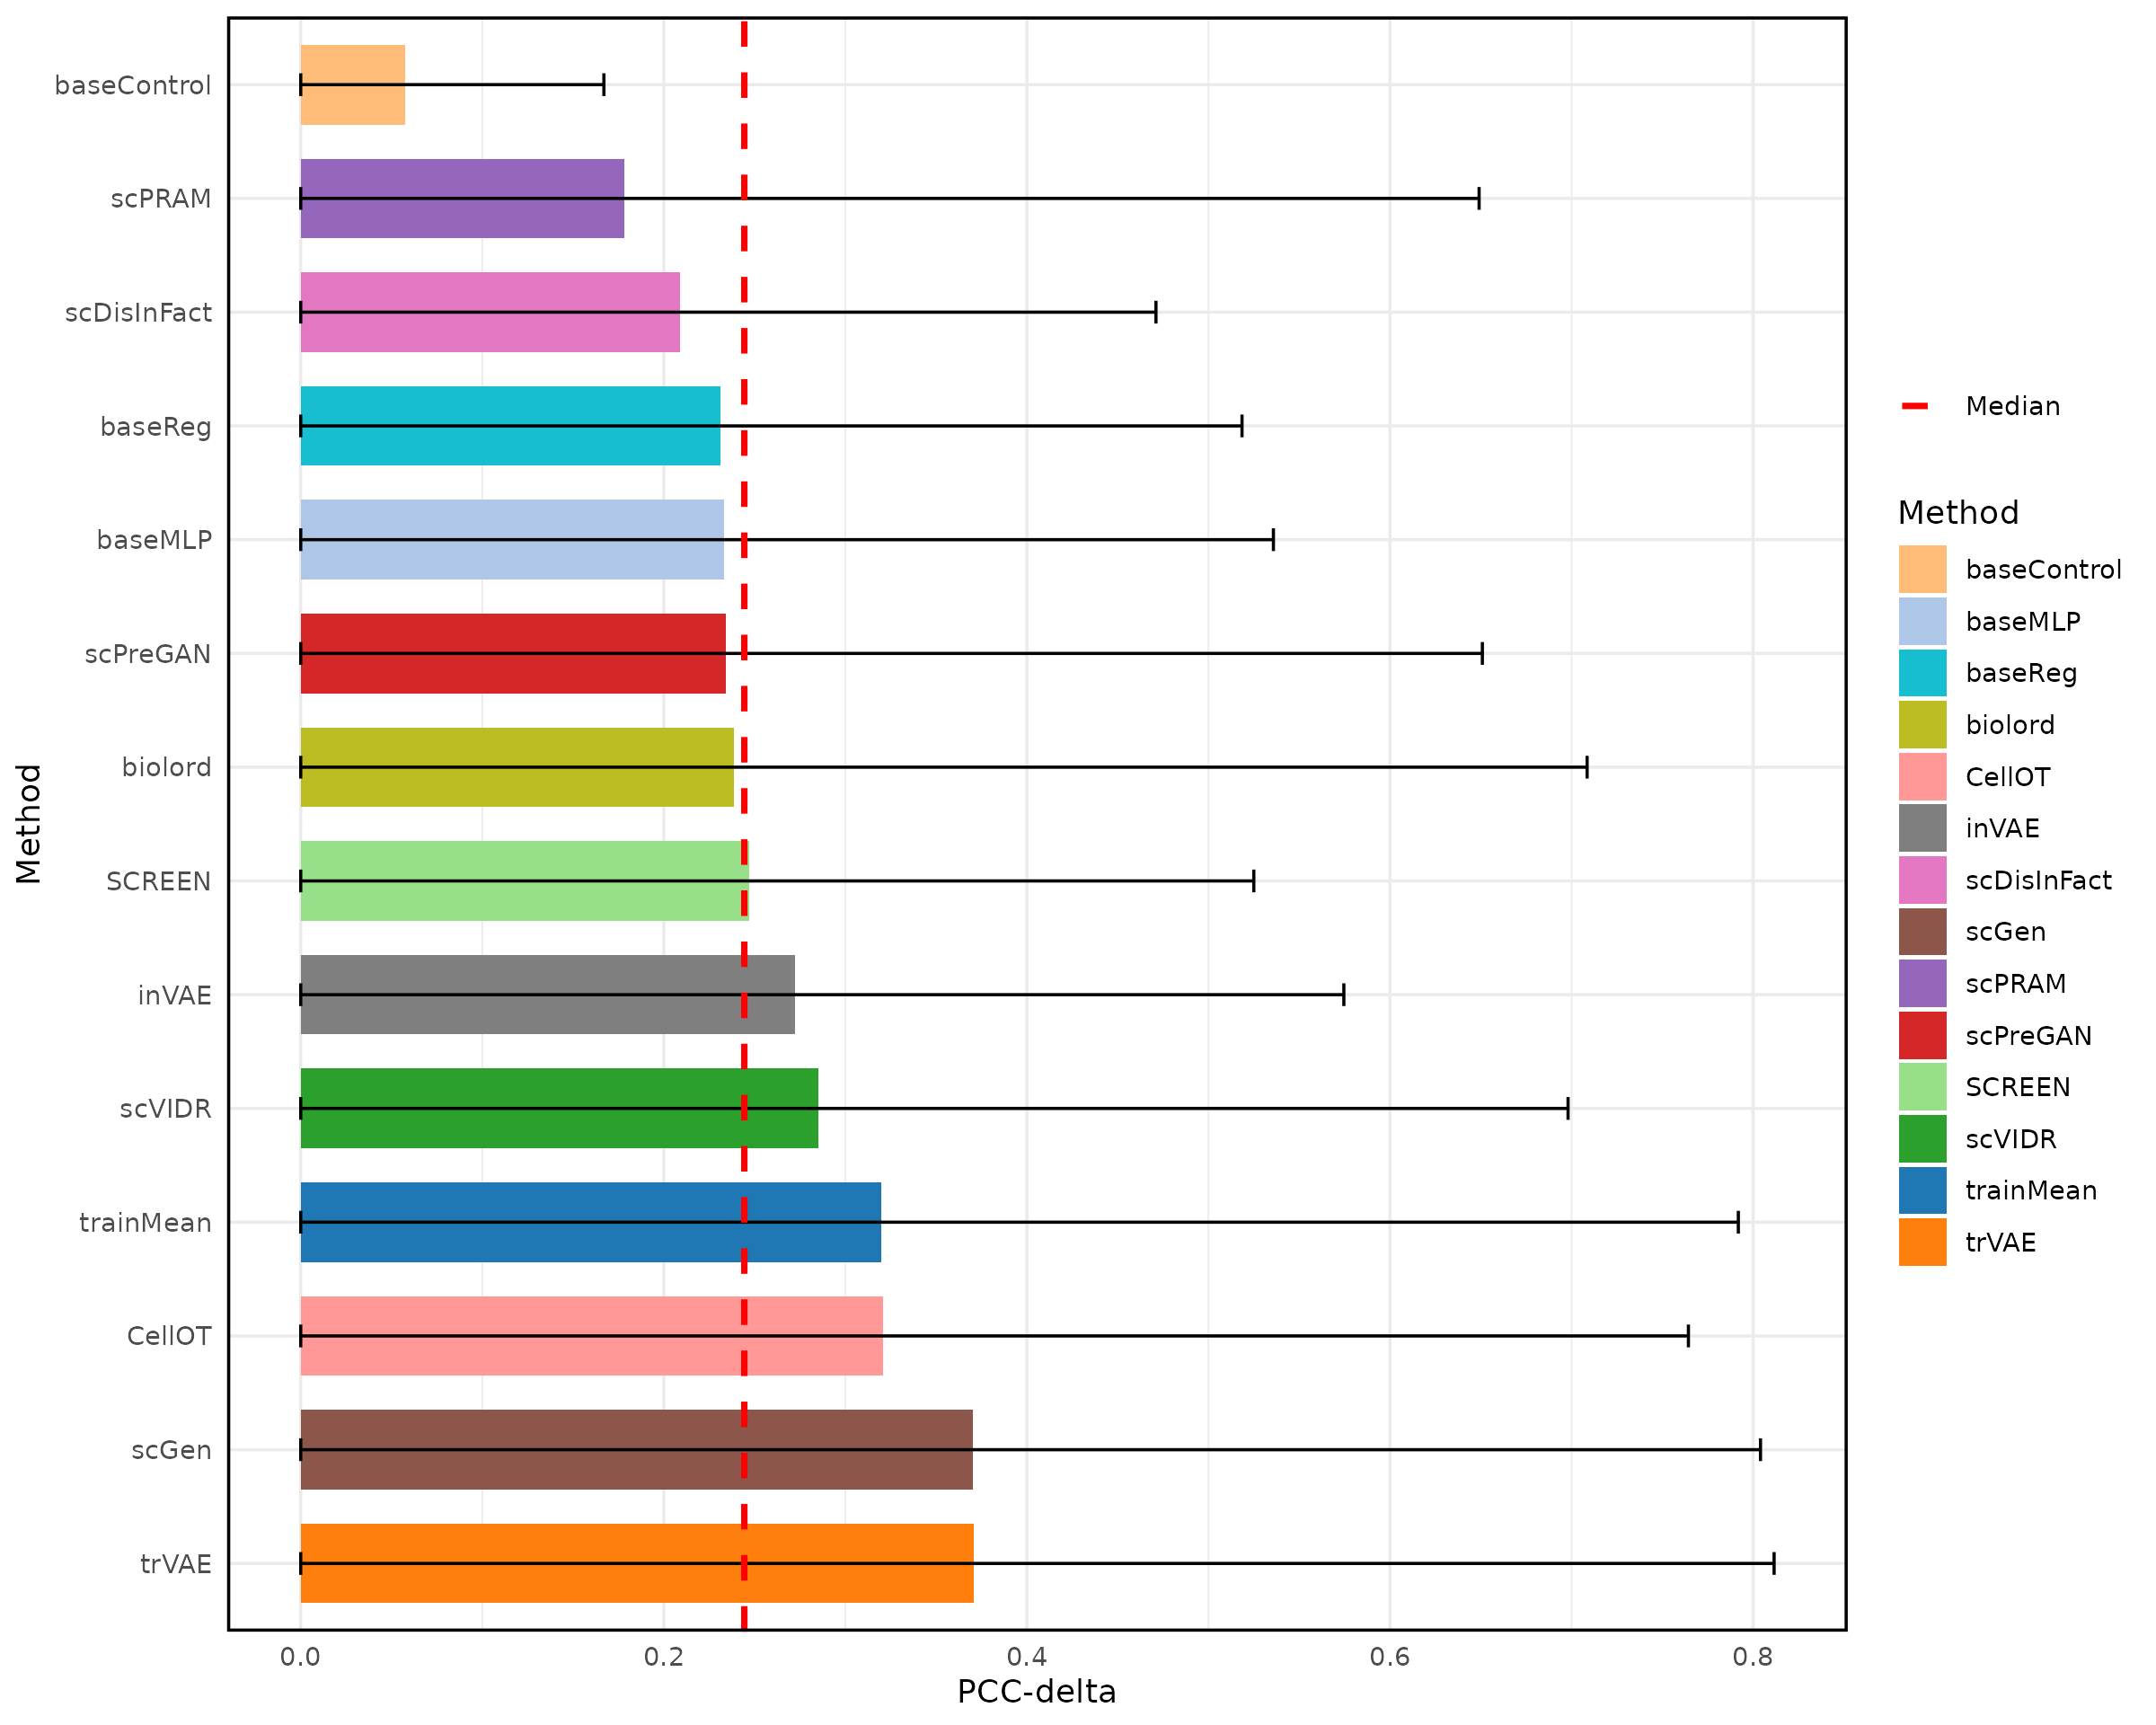 baseControl
scPRAM
scDisInFact
baseReg
baseMLP
scPreGAN
biolord
SCREEN
inVAE
scVIDR
trainMean
CellOT
scGen
trVAE
Method
0.0 0.2 0.4 0.6 0.8
PCC-delta
Median
Method
baseControl
baseMLP
baseReg
biolord
CellOT
inVAE
scDisInFact
scGen
scPRAM
scPreGAN
SCREEN
scVIDR
trainMean
trVAE